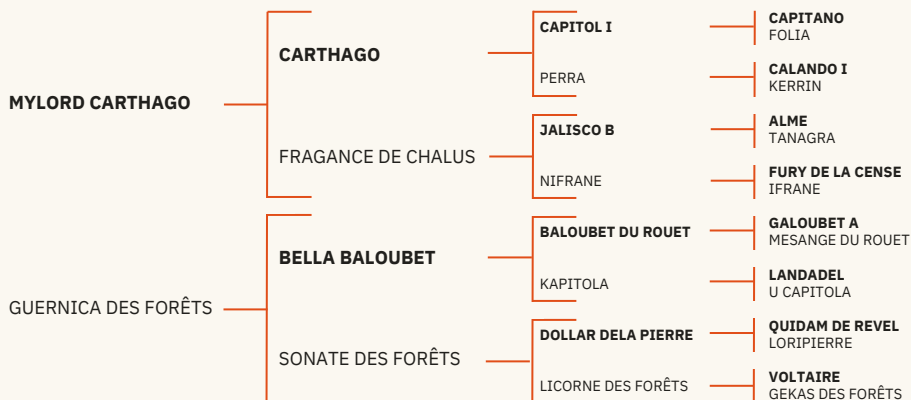 MYLORD CARTHAGO
CARTHAGO
CAPITOL I
CAPITANO
FOLIA
PERRA
CALANDO I
KERRIN
FRAGANCE DE CHALUS
JALISCO B
ALME
TANAGRA
NIFRANE
FURY DE LA CENSE
IFRANE
GUERNICA DES FORÊTS
BELLA BALOUBET
BALOUBET DU ROUET
GALOUBET A
MESANGE DU ROUET
KAPITOLA
LANDADEL
U CAPITOLA
SONATE DES FORÊTS
DOLLAR DELA PIERRE
QUIDAM DE REVEL
LORIPIERRE
LICORNE DES FORÊTS
VOLTAIRE
GEKAS DES FORÊTS